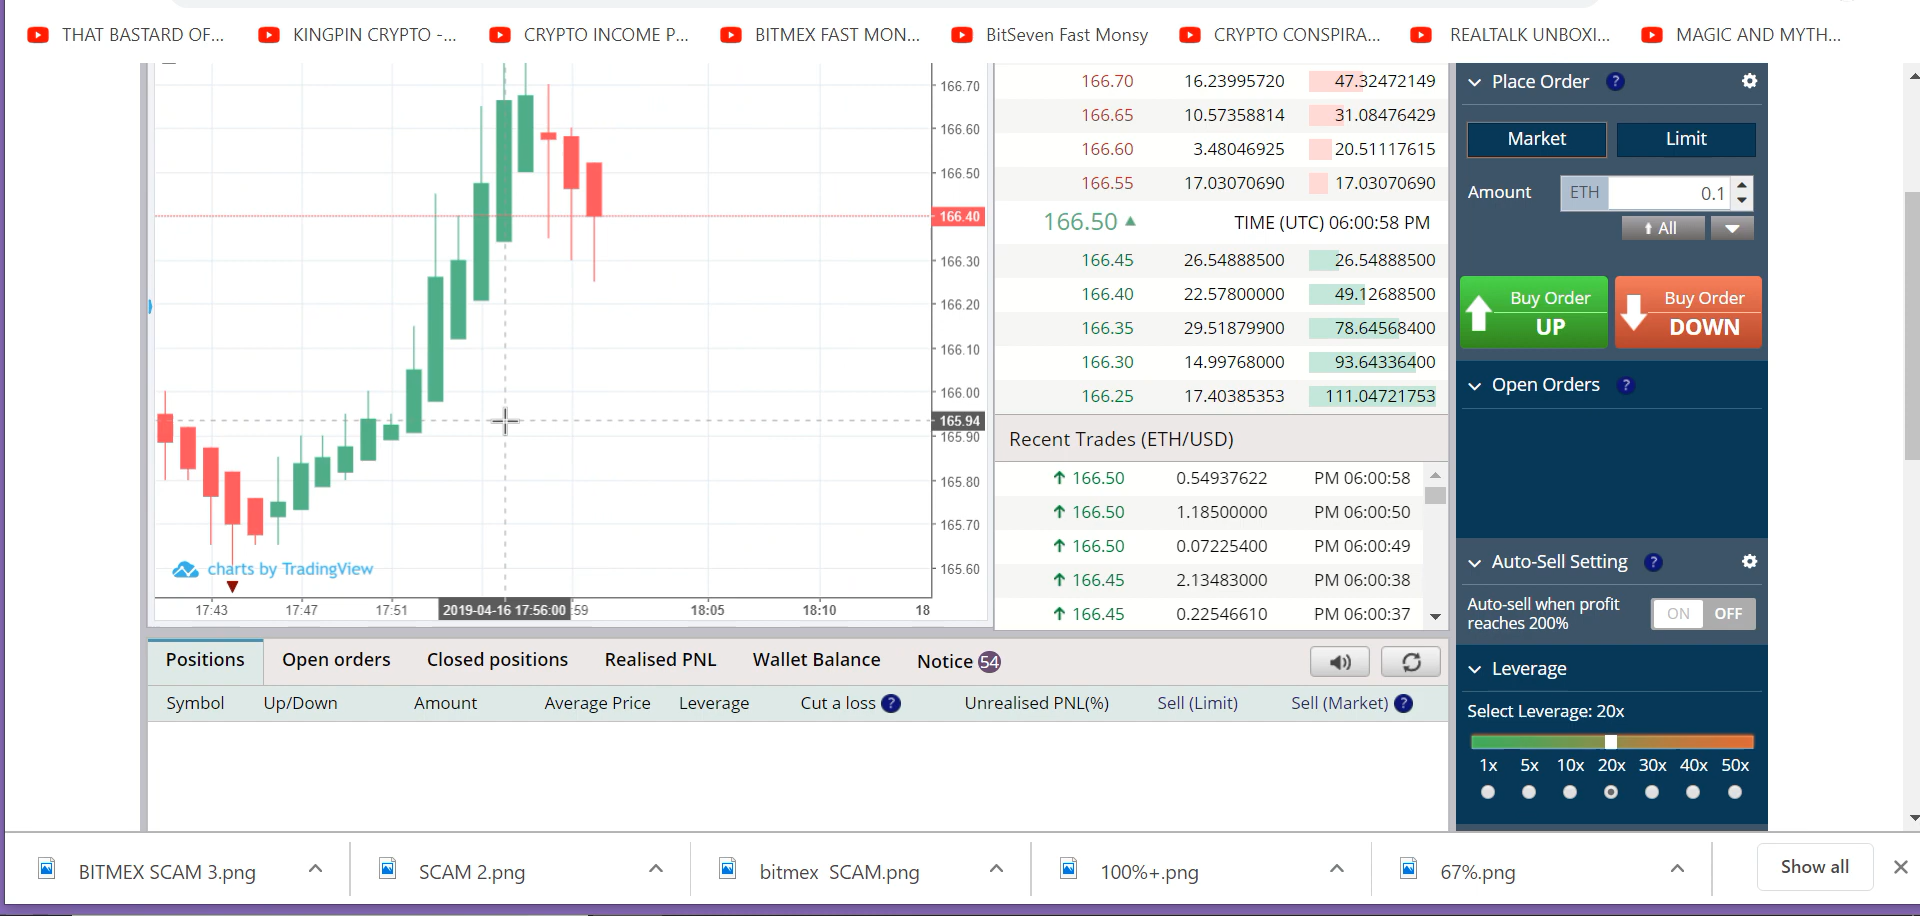 THAT BASTARD OF... KINGPIN CRYPTO -... CRYPTO INCOME P... BITMEX FAST MON... BitSeven Fast Monsy CRYPTO CONSPIRA... REALTALK UNBOXI... MAGIC AND MYTH...
166.70
166.60
166.50
166.40
166.30
166.20
166.10
166.00
165.94
165.90
165.80
165.70
165.60
charts by TradingView
17:43 17:47 17:51 2019-04-16 17:56:00 :59 18:05 18:10 18
166.70 16.23995720 47.32472149
166.65 10.57358814 31.08476429
166.60 3.48046925 20.51117615
166.55 17.03070690 17.03070690
166.50 ▲ TIME (UTC) 06:00:58 PM
166.45 26.54888500 26.54888500
166.40 22.57800000 49.12688500
166.35 29.51879900 78.64568400
166.30 14.99768000 93.64336400
166.25 17.40385353 111.04721753
Recent Trades (ETH/USD)
↑ 166.50 0.54937622 PM 06:00:58
↑ 166.50 1.18500000 PM 06:00:50
↑ 166.50 0.07225400 PM 06:00:49
↑ 166.45 2.13483000 PM 06:00:38
↑ 166.45 0.22546610 PM 06:00:37
Place Order ?
Market Limit
Amount ETH 0.1
All
Buy Order UP
Buy Order DOWN
Open Orders ?
Auto-Sell Setting ?
Auto-sell when profit
reaches 200%
ON OFF
Leverage
Select Leverage: 20x
1x 5x 10x 20x 30x 40x 50x
Positions Open orders Closed positions Realised PNL Wallet Balance Notice 54
Symbol Up/Down Amount Average Price Leverage Cut a loss ? Unrealised PNL(%) Sell (Limit) Sell (Market) ?
BITMEX SCAM 3.png SCAM 2.png bitmex SCAM.png 100%+.png 67%.png Show all